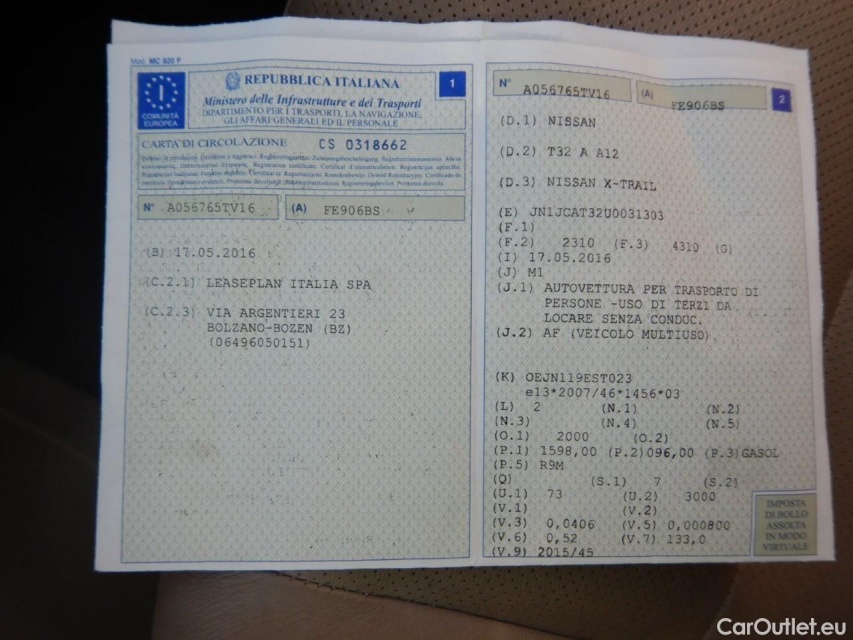 Mod. MC 820 F
COMUNITÀ
EUROPEA
REPUBBLICA ITALIANA
1
Ministero delle Infrastrutture e dei Trasporti
DIPARTIMENTO PER I TRASPORTI, LA NAVIGAZIONE,
GLI AFFARI GENERALI ED IL PERSONALE
CARTA DI CIRCOLAZIONE CS 0318662
N° A056765TV16 (A) FE906BS
(B) 17.05.2016
(C.2.1) LEASEPLAN ITALIA SPA
(C.2.3) VIA ARGENTIERI 23
BOLZANO-BOZEN (BZ)
(06496050151)
N° A056765TV16 (A) FE906BS 2
(D.1) NISSAN
(D.2) T32 A A12
(D.3) NISSAN X-TRAIL
(E) JN1JCAT32U0031303
(F.1)
(F.2) 2310 (F.3) 4310 (G)
(I) 17.05.2016
(J) M1
(J.1) AUTOVETTURA PER TRASPORTO DI
PERSONE -USO DI TERZI DA
LOCARE SENZA CONDUC.
(J.2) AF (VEICOLO MULTIUSO)
(K) OEJN119EST023
e13*2007/46*1456*03
(L) 2 (N.1) (N.2)
(N.3) (N.4) (N.5)
(O.1) 2000 (O.2)
(P.1) 1598,00 (P.2)096,00 (P.3)GASOL
(P.5) R9M
(Q) (S.1) 7 (S.2)
(U.1) 73 (U.2) 3000
(V.1) (V.2)
(V.3) 0,0406 (V.5) 0,000800
(V.6) 0,52 (V.7) 133,0
(V.9) 2015/45
IMPOSTA
DI BOLLO
ASSOLTA
IN MODO
VIRTUALE
CarOutlet.eu